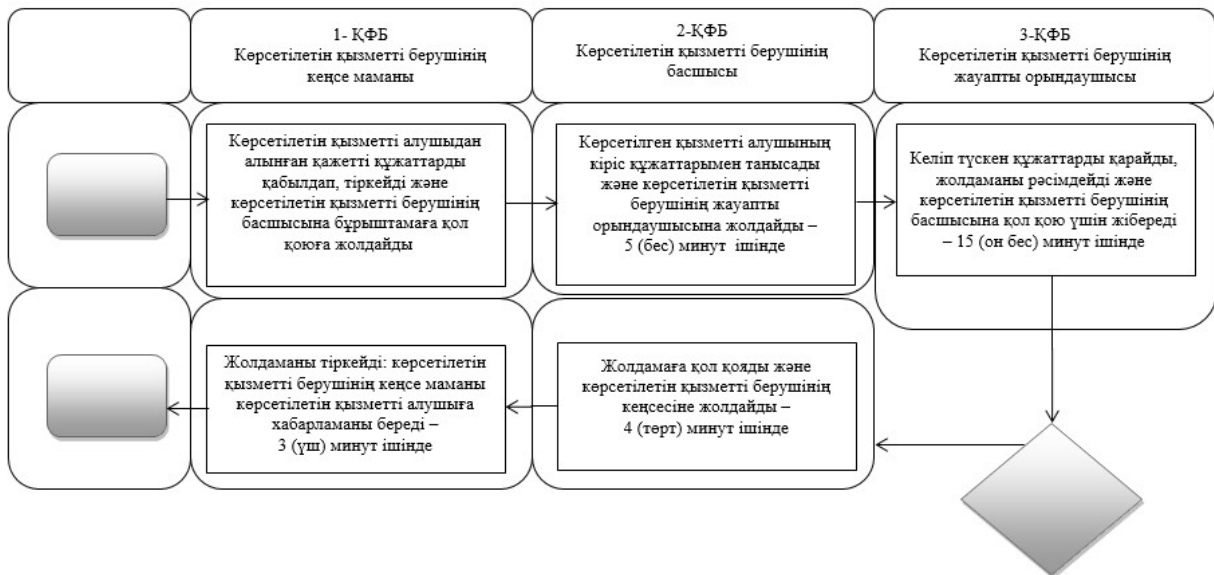 1- ҚФБ
Көрсетілетін қызметті берушінің
кеңсе маманы
2-ҚФБ
Көрсетілетін қызметті берушінің
басшысы
3-ҚФБ
Көрсетілетін қызметті берушінің
жауапты орындаушысы
Көрсетілетін қызметті алушыдан
алынған қажетті құжаттарды
қабылдап, тіркейді және
көрсетілетін қызметті берушінің
басшысына бұрыштамаға қол
қоюға жолдайды
Көрсетілген қызметті алушының
кіріс құжаттарымен танысады
және көрсетілетін қызметті
берушінің жауапты
орындаушысына жолдайды –
5 (бес) минут ішінде
Келіп түскен құжаттарды қарайды,
жолдаманы рәсімдейді және
көрсетілетін қызметті берушінің
басшысына қол қою үшін жібереді
– 15 (он бес) минут ішінде
Жолдаманы тіркейді: көрсетілетін
қызметті берушінің кеңсе маманы
көрсетілетін қызметті алушыға
хабарламаны береді –
3 (үш) минут ішінде
Жолдамаға қол қояды және
көрсетілетін қызметті берушінің
кеңсесіне жолдайды –
4 (төрт) минут ішінде